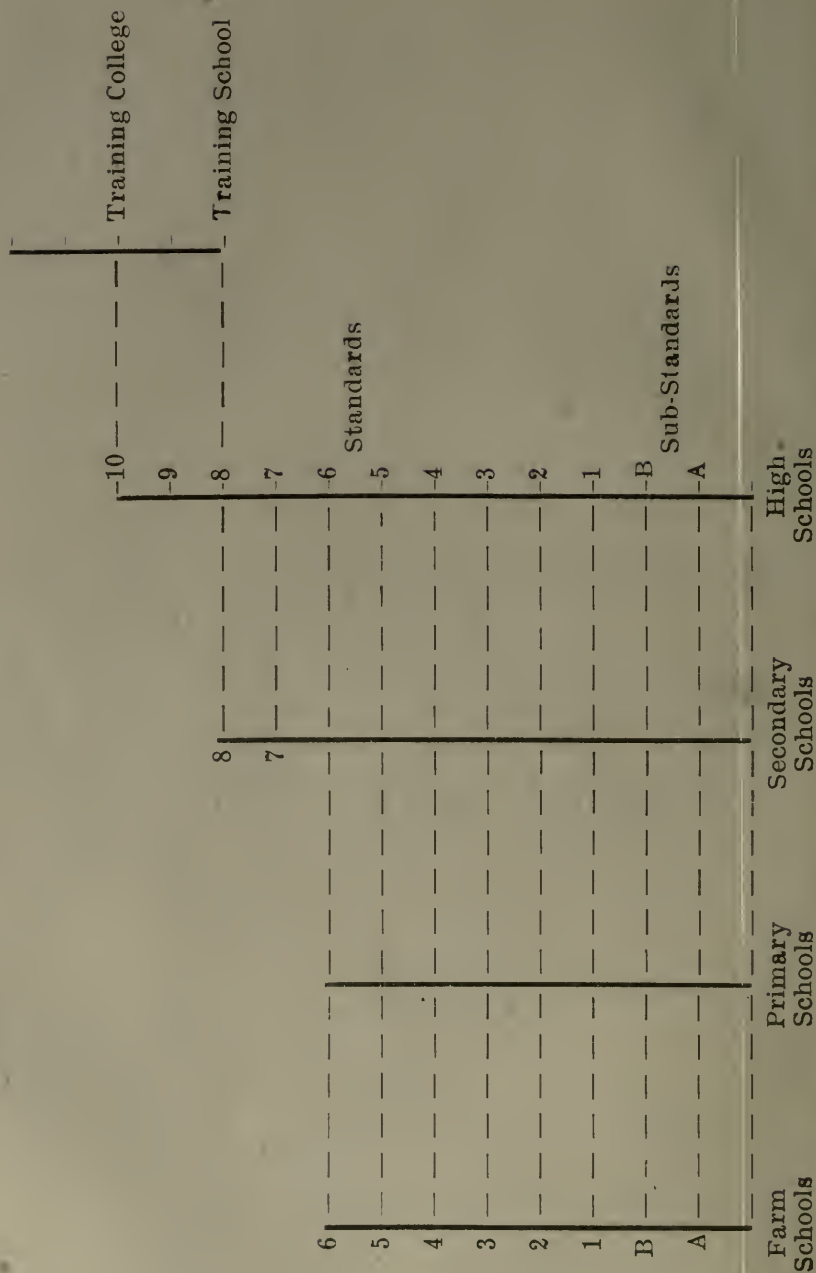 Training College
Training School
10
9
8
7
6
5
4
3
2
1
B
A
Standards
Sub-Standards
8
7
6
5
4
3
2
1
B
A
Farm
Schools
Primary
Schools
Secondary
Schools
High
Schools